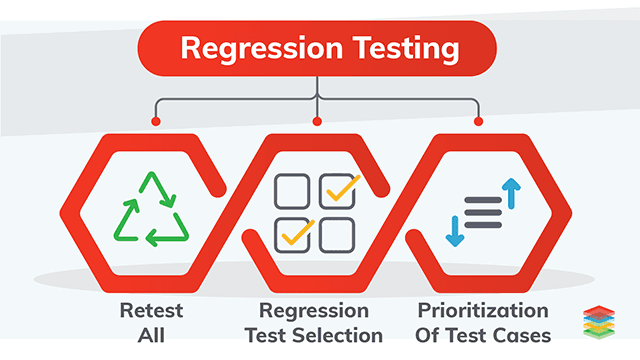 Regression Testing
Retest
All
Regression
Test Selection
Prioritization
Of Test Cases